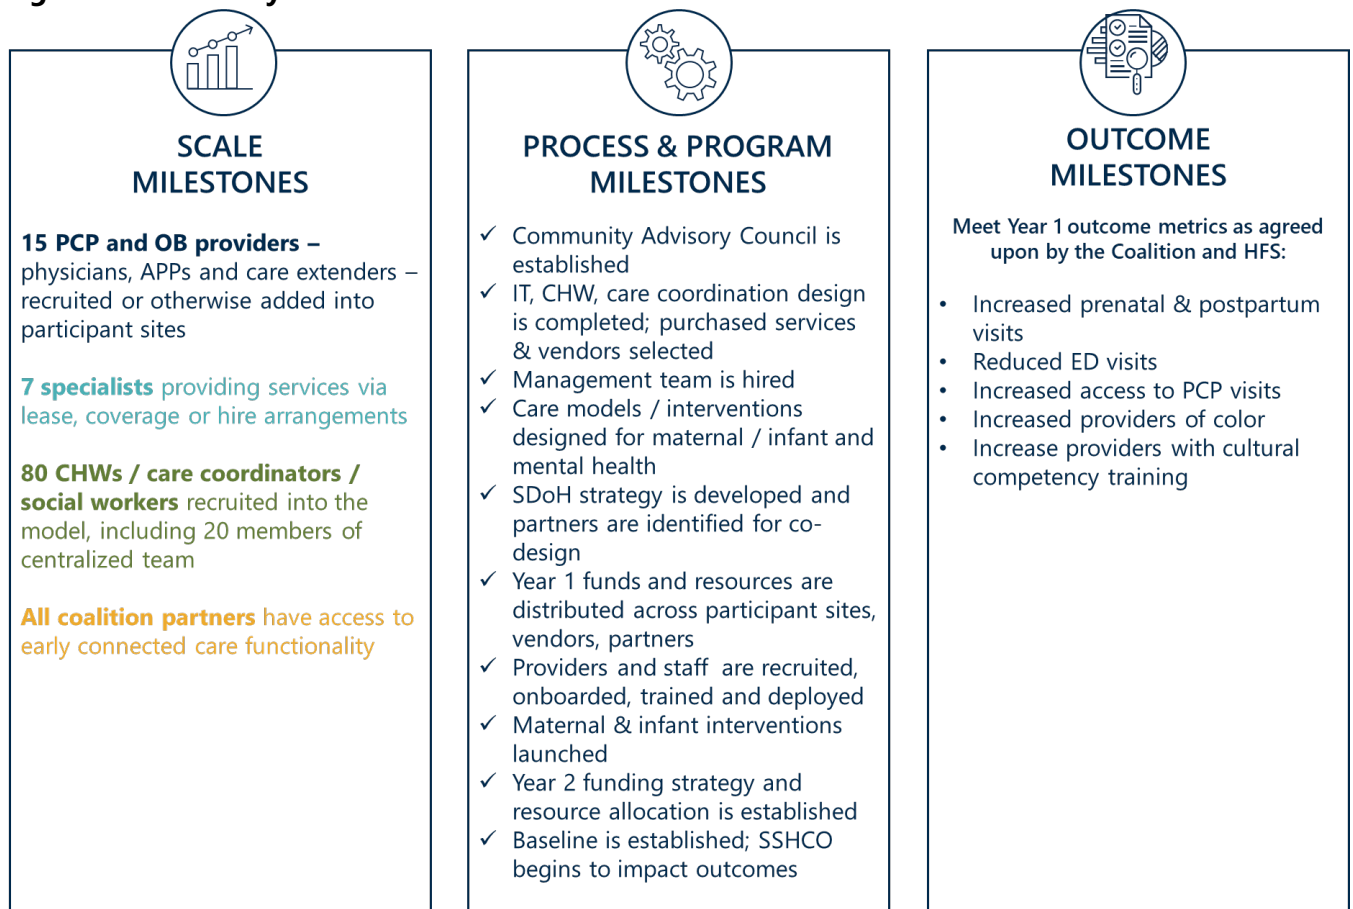 SCALE
MILESTONES
15 PCP and OB providers –
physicians, APPs and care extenders –
recruited or otherwise added into
participant sites
7 specialists providing services via
lease, coverage or hire arrangements
80 CHWs / care coordinators /
social workers recruited into the
model, including 20 members of
centralized team
All coalition partners have access to
early connected care functionality
PROCESS & PROGRAM
MILESTONES
✓ Community Advisory Council is
established
✓ IT, CHW, care coordination design
is completed; purchased services
& vendors selected
✓ Management team is hired
✓ Care models / interventions
designed for maternal / infant and
mental health
✓ SDoH strategy is developed and
partners are identified for co-
design
✓ Year 1 funds and resources are
distributed across participant sites,
vendors, partners
✓ Providers and staff are recruited,
onboarded, trained and deployed
✓ Maternal & infant interventions
launched
✓ Year 2 funding strategy and
resource allocation is established
✓ Baseline is established; SSHCO
begins to impact outcomes
OUTCOME
MILESTONES
Meet Year 1 outcome metrics as agreed
upon by the Coalition and HFS:
• Increased prenatal & postpartum
visits
• Reduced ED visits
• Increased access to PCP visits
• Increased providers of color
• Increase providers with cultural
competency training